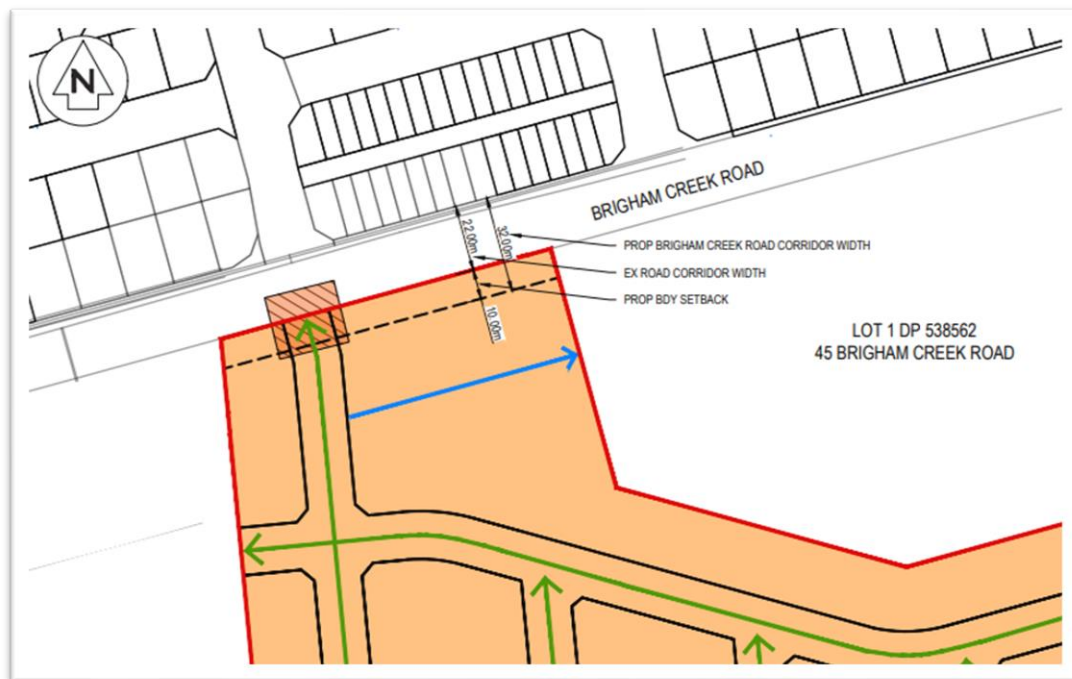 N
BRIGHAM CREEK ROAD
22.00m
32.00m
PROP BRIGHAM CREEK ROAD CORRIDOR WIDTH
EX ROAD CORRIDOR WIDTH
PROP BDY SETBACK
10.00m
LOT 1 DP 538562
45 BRIGHAM CREEK ROAD